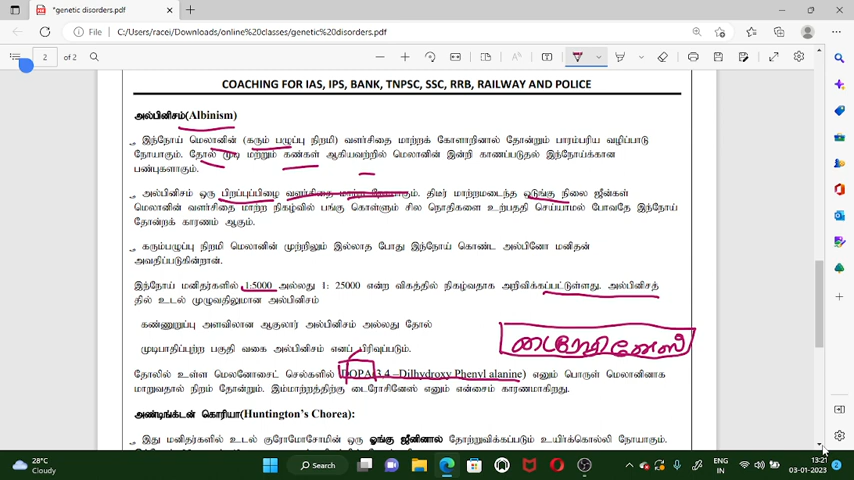 *genetic disorders.pdf
File
C:/Users/racei/Downloads/online%20classes/genetic%20disorders.pdf
2 of 2
COACHING FOR IAS, IPS, BANK, TNPSC, SSC, RRB, RAILWAY AND POLICE
அல்பினிசம்(Albinism)
இந்நோய் மெலானின் (கரும் பழுப்பு நிறமி) வளர்சிதை மாற்றக் கோளாறினால் தோன்றும் பாரம்பரிய வழிப்பாடு
நோயாகும். தோல் முடி மற்றும் கண்கள் ஆகியவற்றில் மெலானின் இன்றி காணப்படுதல் இந்நோய்க்கான
பண்புகளாகும்.
அல்பினிசம் ஒரு பிறப்புப்பிழை வளர்சிதை மாற்ற நோயாகும். திடீர் மாற்றமடைந்த ஒடுங்கு நிலை ஜீன்கள்
மெலானின் வளர்சிதை மாற்ற நிகழ்வில் பங்கு கொள்ளும் சில நொதிகளை உற்பததி செய்யாமல் போவதே இந்நோய்
தோன்றக் காரணம் ஆகும்.
கரும்பழுப்பு நிறமி மெலானின் முற்றிலும் இல்லாத போது இந்நோய் கொண்ட அல்பினோ மனிதன்
அவதிப்படுகின்றான்.
இந்நோய் மனிதர்களில் 1:5000 அல்லது 1: 25000 என்ற விகத்தில் நிகழ்வதாக அறிவிக்கப்பட்டுள்ளது. அல்பிசைத்
தில் உடல் முழுவதிலுமான அல்பினிசம்
கண்ணுறுப்பு அளவிலான ஆகுலார் அல்பினிசம் அல்லது தோல்
முடிபாதிப்புற்ற பகுதி வகை அல்பினிசம் எனப் பிரிவுப்படும்.
டைரோசினேஸ்
தோலில் உள்ள மெலனோசைட் செல்களில் DOPA(3,4 –Dilhydroxy Phenyl alanine) எனும் பொருள் மெலானினாக
மாறுவதால் நிறம் தோன்றும். இம்மாற்றத்திற்கு டைரோசினேஸ் எனும் என்சைம் காரணமாகிறது.
அண்டிங்கடன் கொரியா(Huntington's Chorea):
இது மனிதர்களில் உடல் குரோமோசோமின் ஒரு ஓங்கு ஜீனினால் தோற்றுவிக்கப்படும் உயிர்க்கொல்லி நோயாகும்.
28°C
Cloudy
Search
ENG
IN
13:21
03-01-2023